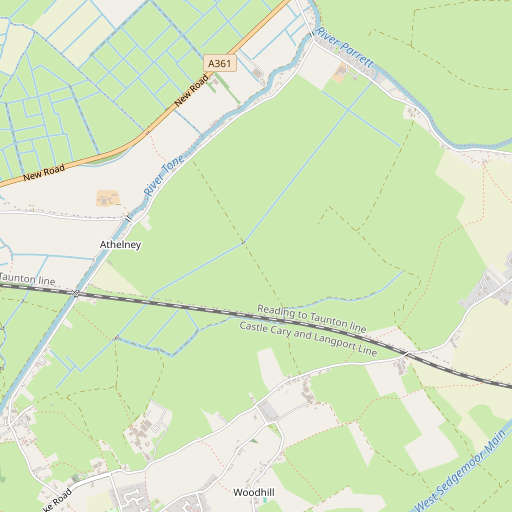 River Parrett
A361
New Road
River Tone
New Road
Athelney
Taunton line
Reading to Taunton line
Castle Cary and Langport Line
West Sedgemoor Main
Woodhill
ke Road